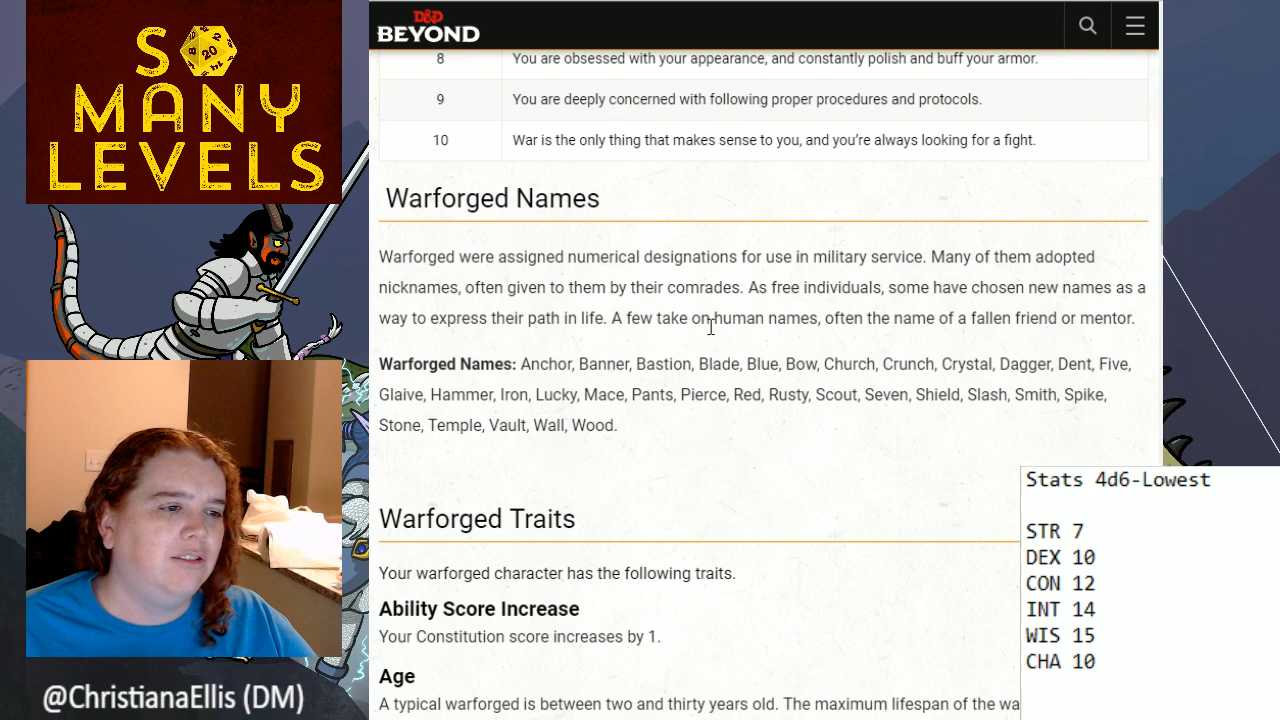 SO
MANY
LEVELS
@ChristianaEllis (DM)
D&D
BEYOND
8 You are obsessed with your appearance, and constantly polish and buff your armor.
9 You are deeply concerned with following proper procedures and protocols.
10 War is the only thing that makes sense to you, and you’re always looking for a fight.
Warforged Names
Warforged were assigned numerical designations for use in military service. Many of them adopted
nicknames, often given to them by their comrades. As free individuals, some have chosen new names as a
way to express their path in life. A few take on human names, often the name of a fallen friend or mentor.
Warforged Names: Anchor, Banner, Bastion, Blade, Blue, Bow, Church, Crunch, Crystal, Dagger, Dent, Five,
Glaive, Hammer, Iron, Lucky, Mace, Pants, Pierce, Red, Rusty, Scout, Seven, Shield, Slash, Smith, Spike,
Stone, Temple, Vault, Wall, Wood.
Warforged Traits
Your warforged character has the following traits.
Ability Score Increase
Your Constitution score increases by 1.
Age
A typical warforged is between two and thirty years old. The maximum lifespan of the wa
Stats 4d6-Lowest
STR 7
DEX 10
CON 12
INT 14
WIS 15
CHA 10